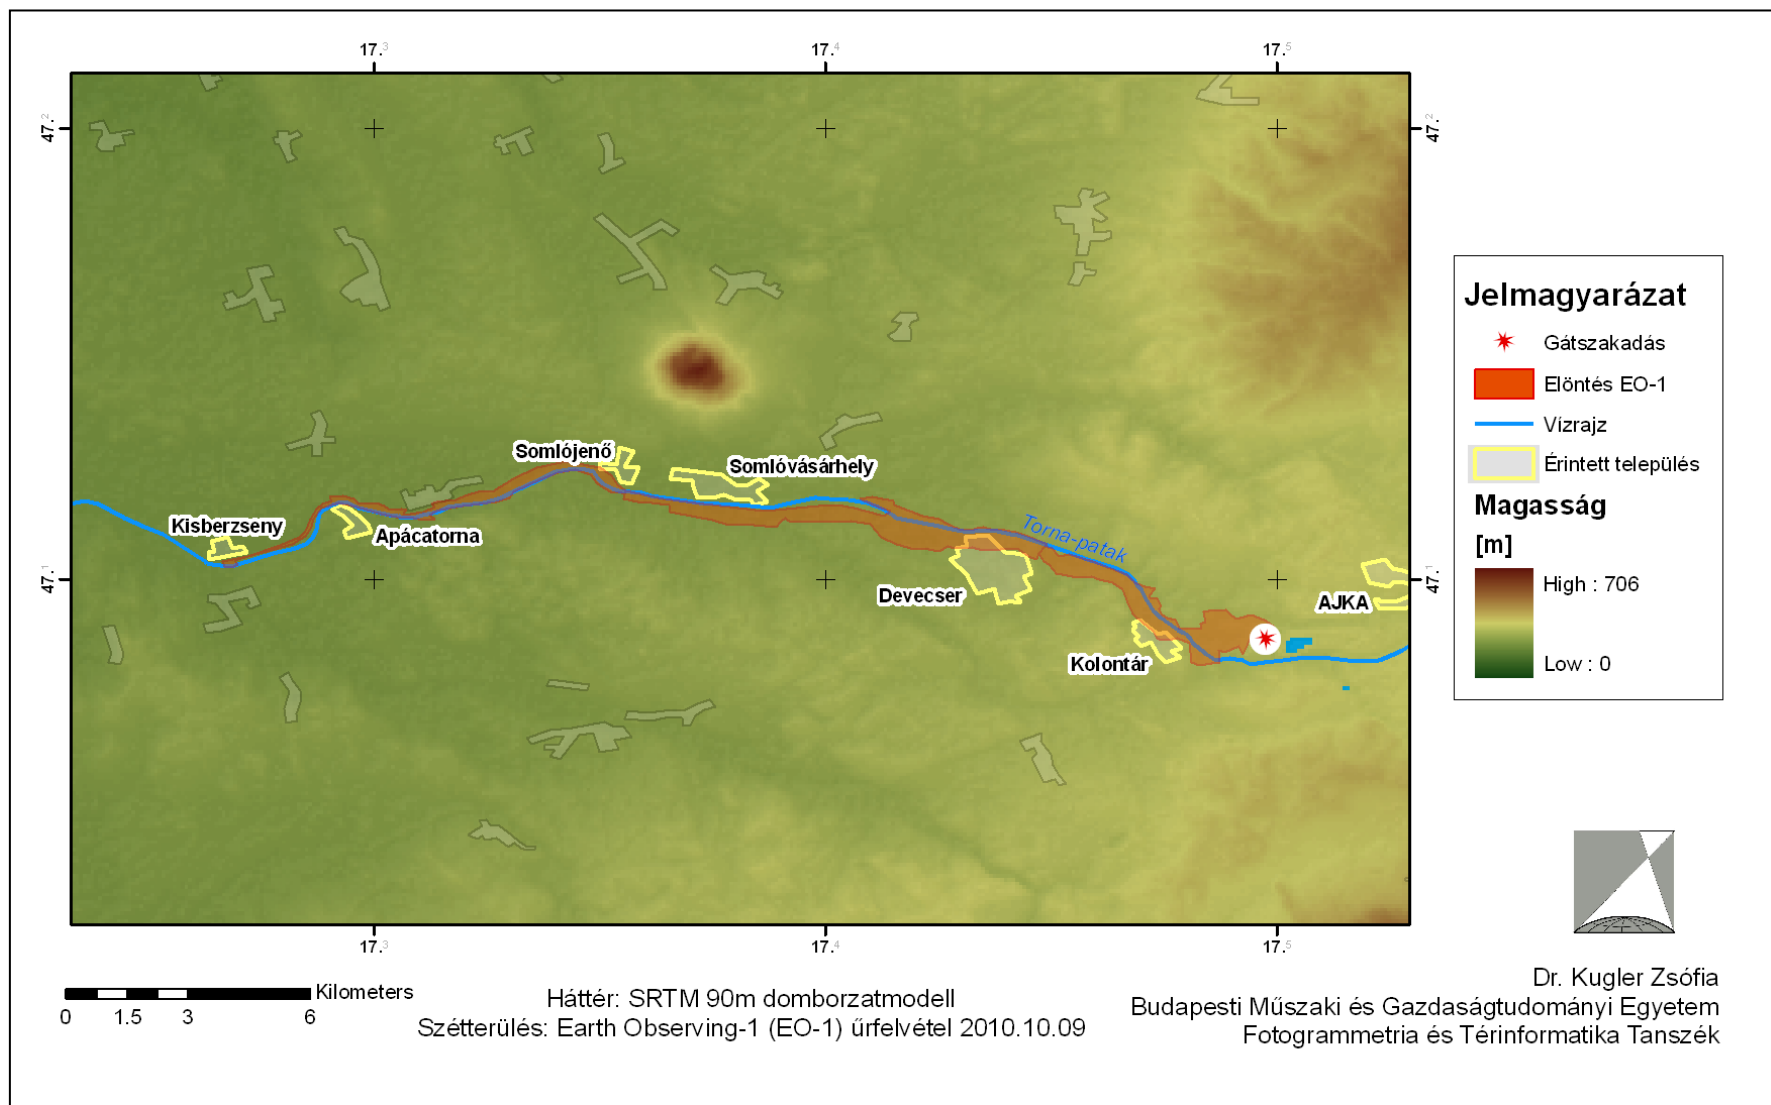 17.3 17.4 17.5
47.2 47.2
Somlójenő
Somlóvásárhely
Kisberzseny
Apácatorna
Torna-patak
47.1 47.1
Devecser
AJKA
Kolontár
17.3 17.4 17.5
Jelmagyarázat
Gátszakadás
Elöntés EO-1
Vízrajz
Érintett település
Magasság
[m]
High : 706
Low : 0
Kilometers
0 1.5 3 6
Háttér: SRTM 90m domborzatmodell
Szétterülés: Earth Observing-1 (EO-1) űrfelvétel 2010.10.09
Dr. Kugler Zsófia
Budapesti Műszaki és Gazdaságtudományi Egyetem
Fotogrammetria és Térinformatika Tanszék